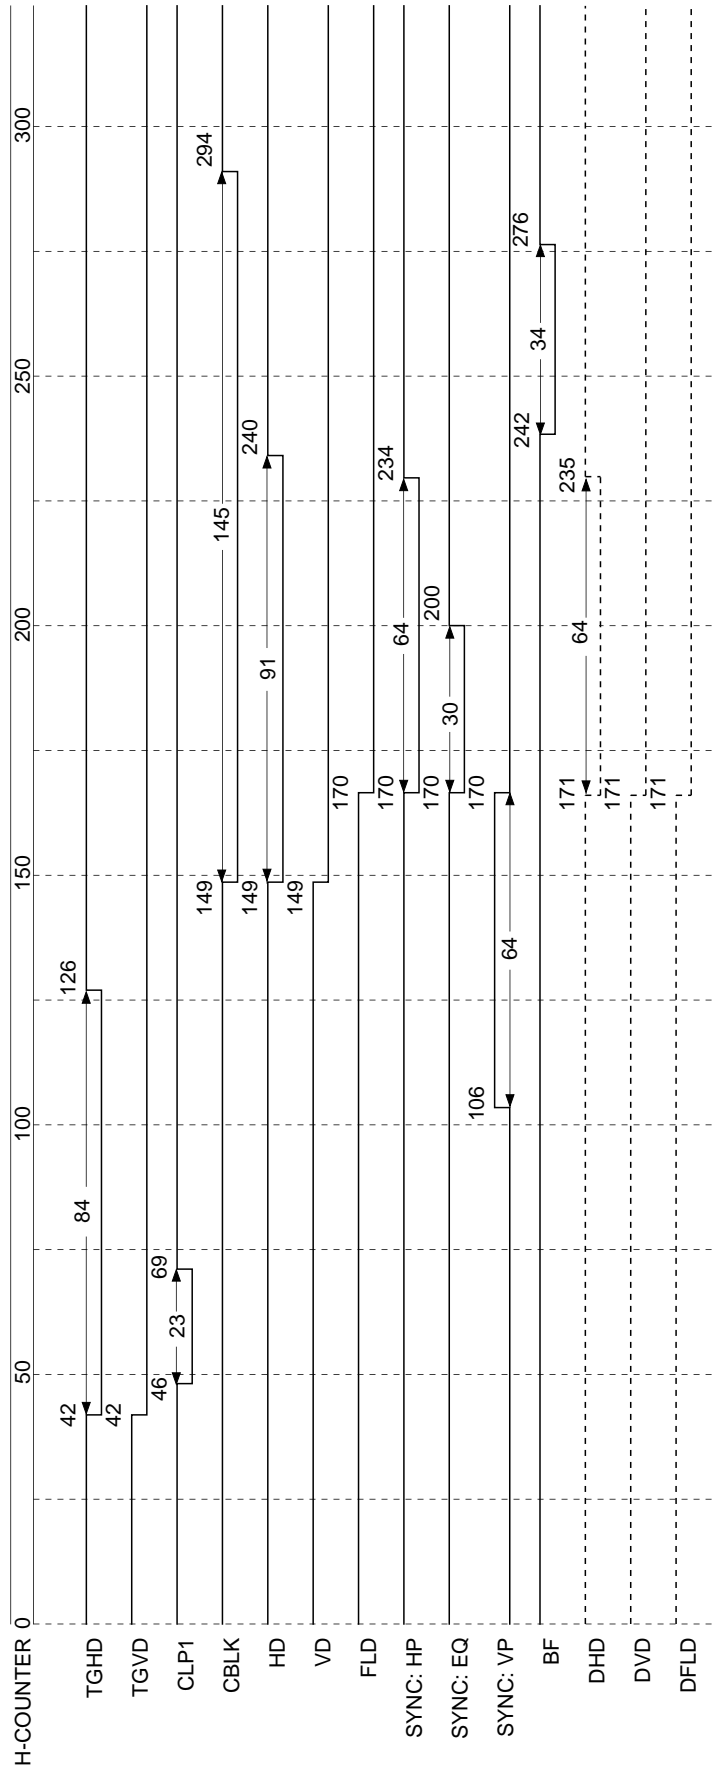 H-COUNTER 0 50 100 150 200 250 300
TGHD 42 84 126
TGVD 42
CLP1 46 23 69
CBLK 149 145 294
HD 149 91 240
VD 149
FLD 170
SYNC: HP 170 64 234
SYNC: EQ 170 30 200
SYNC: VP 106 64 170
BF 242 34 276
DHD 171 64 235
DVD 171
DFLD 171